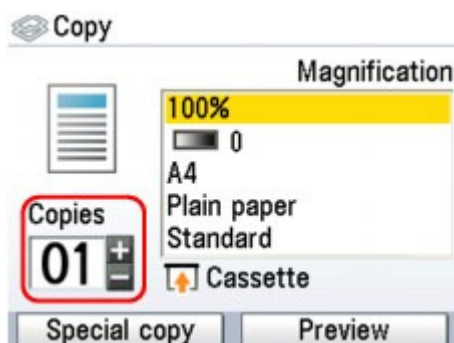 Copy
Magnification
100%
0
A4
Plain paper
Standard
Copies
01 + -
Cassette
Special copy
Preview